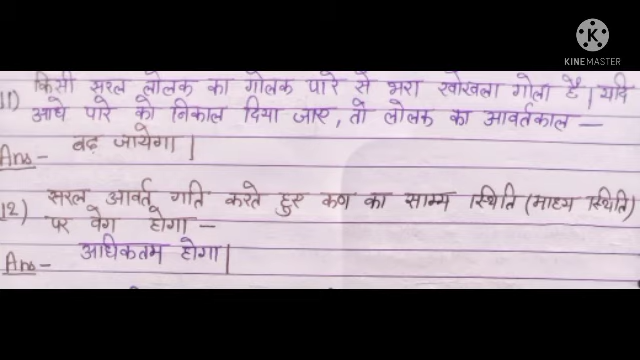 KINEMASTER
11) किसी सरल लोलक का गोलक पारे से भरा खोखला गोला है। यदि
आधे पारे को निकाल दिया जाए, तो लोलक का आवर्तकाल —
Ans - बढ़ जायेगा।
12) सरल आवर्त गति करते हुए कण का साम्य स्थिति (माध्य स्थिति)
पर वेग होगा —
Ans - अधिकतम होगा।